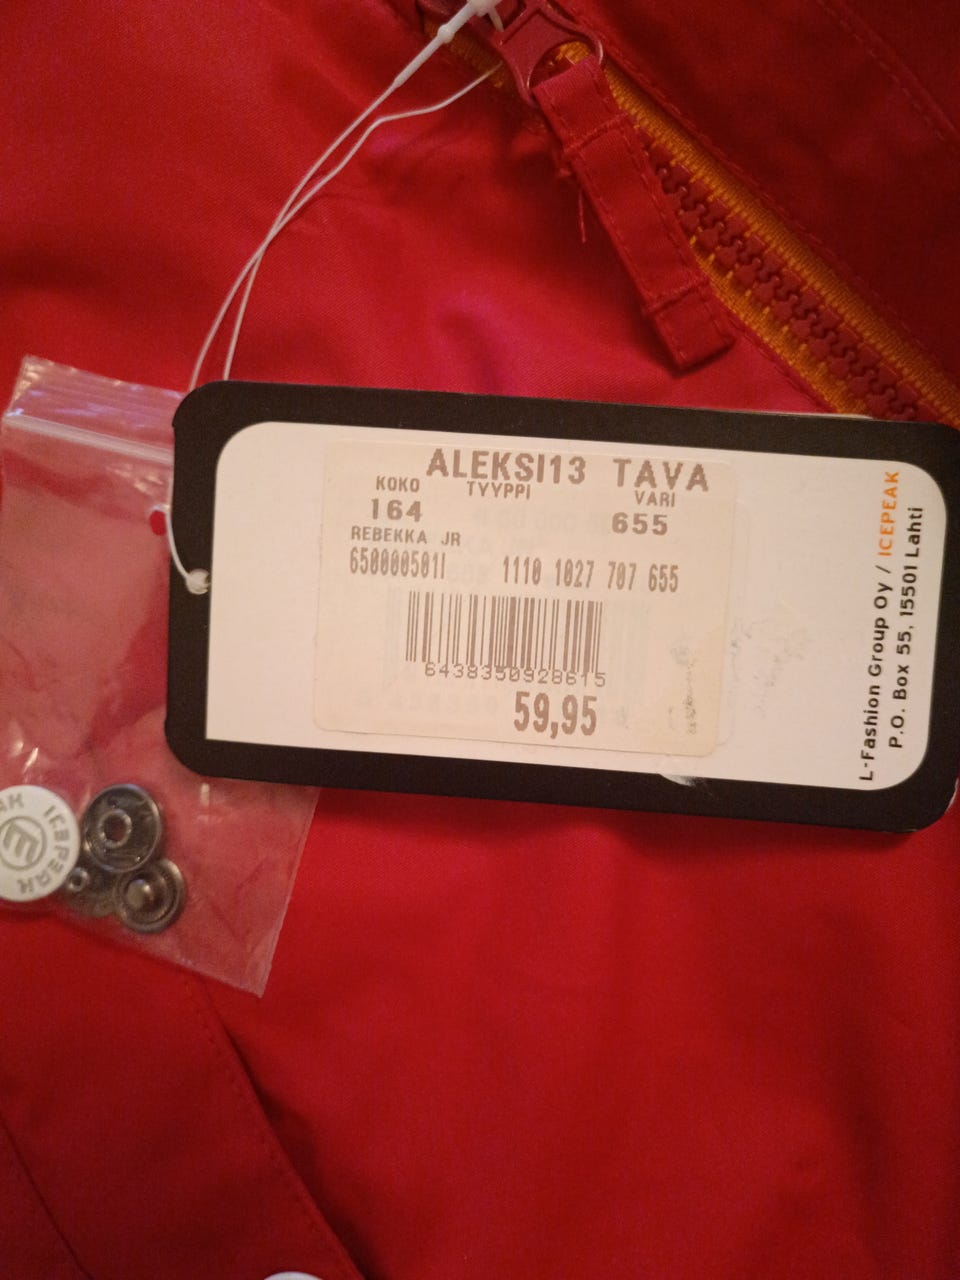 ALEKSI13 TAVA
KOKO TYYPPI VARI
164 655
REBEKKA JR
650000501I 1110 1027 707 655
6438350928615
59,95
L-Fashion Group Oy / ICEPEAK
P.O. Box 55, 15501 Lahti
ICEPEAK